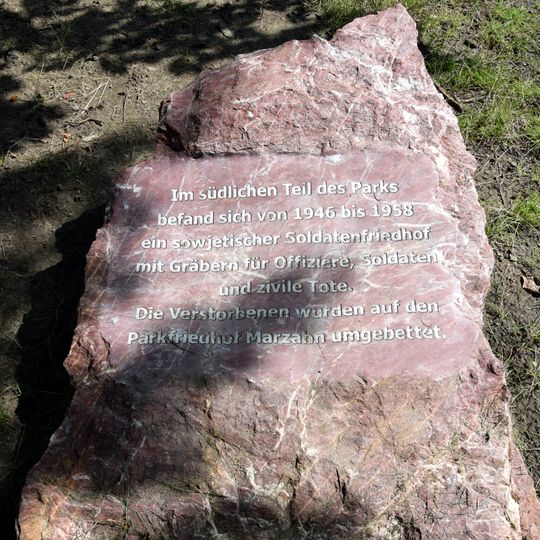 Im südlichen Teil des Parks
befand sich von 1946 bis 1958
ein sowjetischer Soldatenfriedhof
mit Gräbern für Offiziere, Soldaten
und zivile Tote.
Die Verstorbenen wurden auf den
Parkfriedhof Marzahn umgebettet.